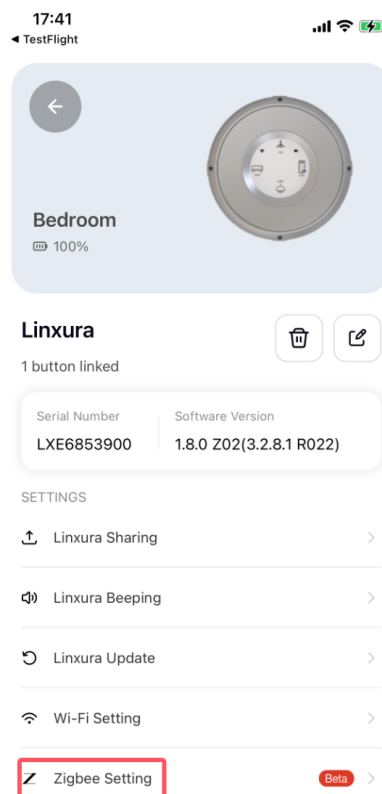 17:41
◀ TestFlight
Bedroom
100%
Linxura
1 button linked
Serial Number
Software Version
LXE6853900
1.8.0 Z02(3.2.8.1 R022)
SETTINGS
Linxura Sharing
Linxura Beeping
Linxura Update
Wi-Fi Setting
Zigbee Setting
Beta